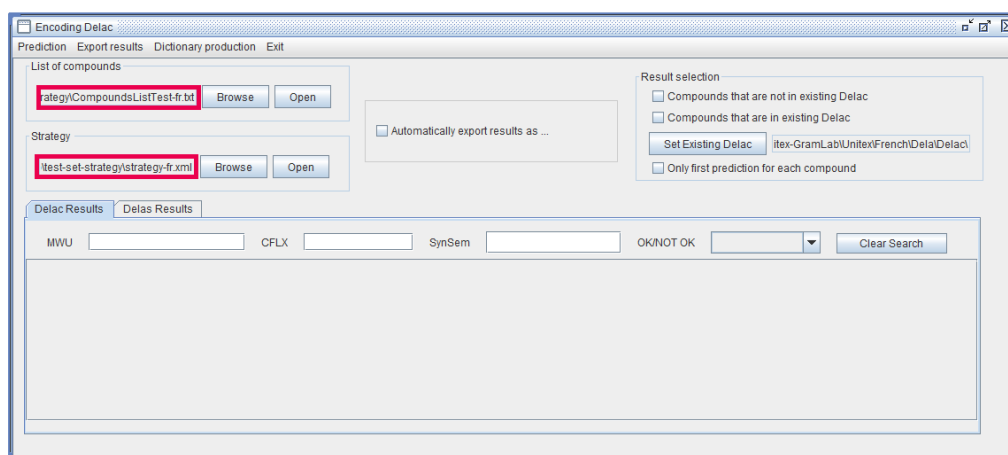 Encoding Delac
Prediction Export results Dictionary production Exit
List of compounds
rategy\CompoundsListTest-fr.txt Browse Open
Strategy
\test-set-strategy\strategy-fr.xml Browse Open
Automatically export results as ...
Result selection
Compounds that are not in existing Delac
Compounds that are in existing Delac
Set Existing Delac itex-GramLab\Unitex\French\Dela\Delac\
Only first prediction for each compound
Delac Results Delas Results
MWU CFLX SynSem OK/NOT OK Clear Search